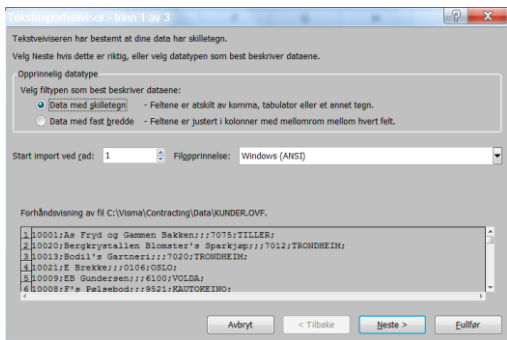 Tekstimportveiviser - trinn 1 av 3
Tekstveiviseren har bestemt at dine data har skilletegn.
Velg Neste hvis dette er riktig, eller velg datatypen som best beskriver dataene.
Opprinnelig datatype
Velg filtypen som best beskriver dataene:
Data med skilletegn - Feltene er atskilt av komma, tabulator eller et annet tegn.
Data med fast bredde - Feltene er justert i kolonner med mellomrom mellom hvert felt.
Start import ved rad: 1 Filopprinnelse: Windows (ANSI)
Forhåndsvisning av fil C:\Visma\Contracting\Data\KUNDER.OVF.
1 10001;As Fryd og Gammen Bakken;;;7075;TILLER;
2 10020;Bergkrystallen Blomster's Sparkjøp;;;7012;TRONDHEIM;
3 10013;Bodil's Gartneri;;;7020;TRONDHEIM;
4 10021;E Brekke;;;0106;OSLO;
5 10009;EB Gundersen;;;6100;VOLDA;
6 10008;F's Pølsebod;;;9521;KAUTOKEINO;
Avbryt < Tilbake Neste > Fullfør